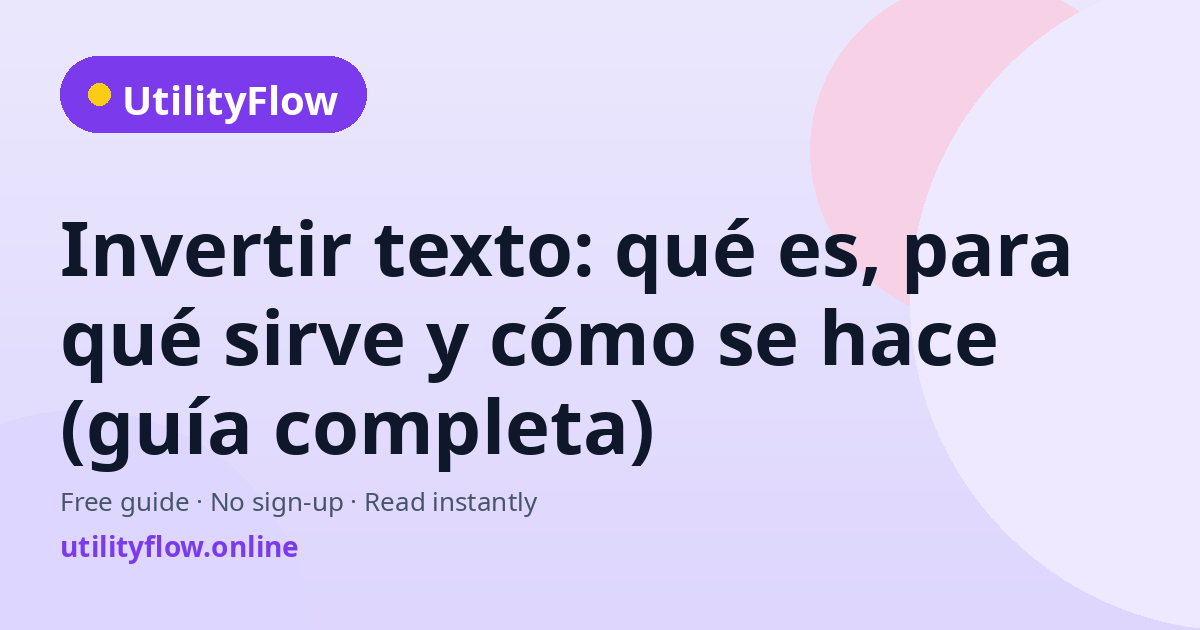 UtilityFlow
Invertir texto: qué es, para
qué sirve y cómo se hace
(guía completa)
Free guide · No sign-up · Read instantly
utilityflow.online